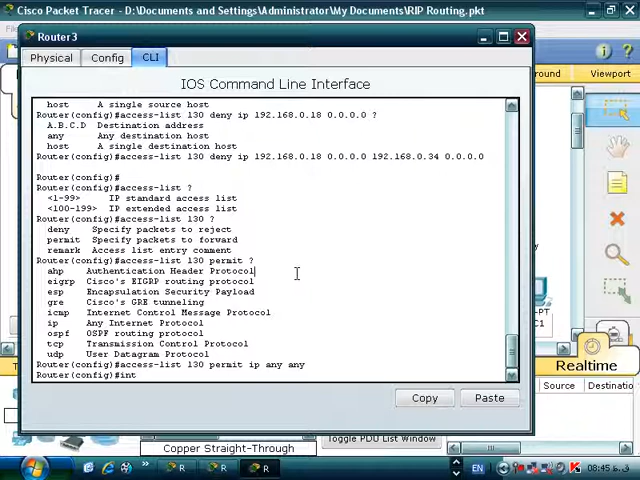 Cisco Packet Tracer - D:\Documents and Settings\Administrator\My Documents\RIP Routing.pkt
Router3
Physical Config CLI
ound Viewport
IOS Command Line Interface
host A single source host
Router(config)#access-list 130 deny ip 192.168.0.18 0.0.0.0 ?
A.B.C.D Destination address
any Any destination host
host A single destination host
Router(config)#access-list 130 deny ip 192.168.0.18 0.0.0.0 192.168.0.34 0.0.0.0
Router(config)#
Router(config)#access-list ?
<1-99> IP standard access list
<100-199> IP extended access list
Router(config)#access-list 130 ?
deny Specify packets to reject
permit Specify packets to forward
remark Access list entry comment
Router(config)#access-list 130 permit ?
ahp Authentication Header Protocol
eigrp Cisco's EIGRP routing protocol
esp Encapsulation Security Payload
gre Cisco's GRE tunneling
icmp Internet Control Message Protocol
ip Any Internet Protocol
ospf OSPF routing protocol
tcp Transmission Control Protocol
udp User Datagram Protocol
Router(config)#access-list 130 permit ip any any
Router(config)#int
-PT
C1
Realtime
Copy Paste
Source Destinatio
Toggle PDU List Window
Copper Straight-Through
start
R R R
EN
08:45 ق.ظ